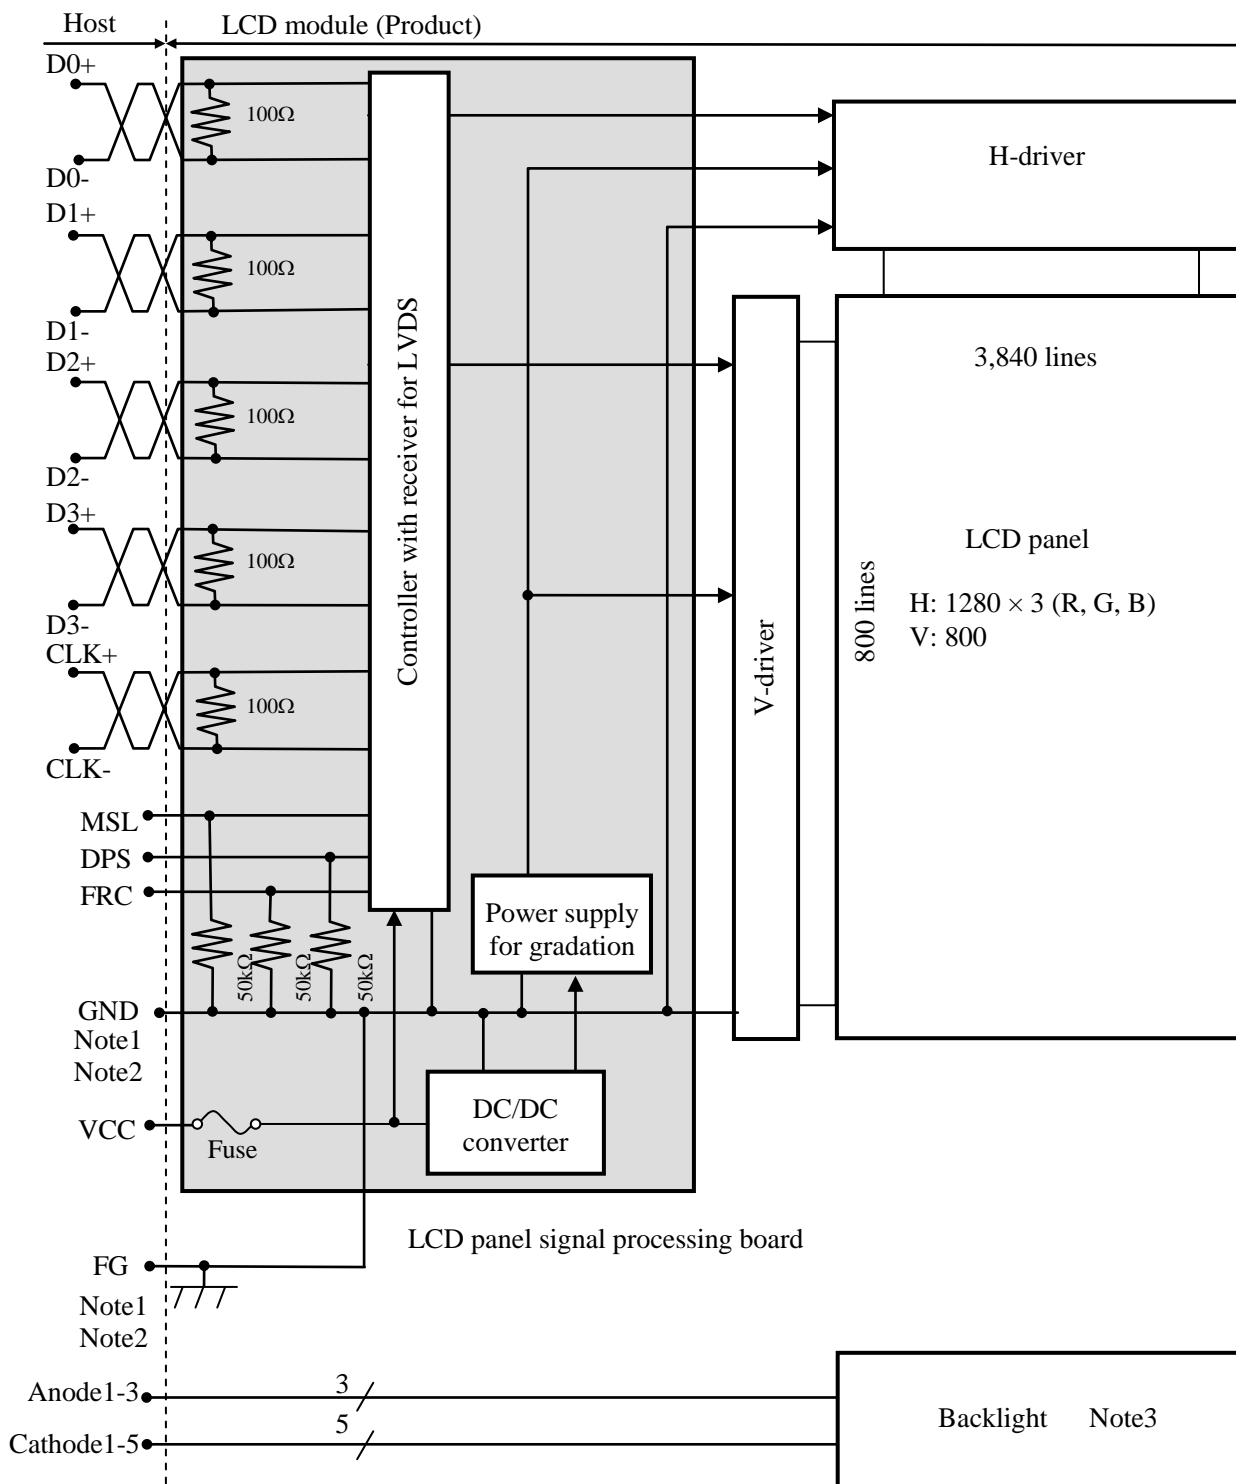 Host
LCD module (Product)
D0+
100Ω
D0-
H-driver
D1+
100Ω
D1-
D2+
100Ω
D2-
D3+
100Ω
D3-
CLK+
100Ω
CLK-
Controller with receiver for LVDS
3,840 lines
800 lines
LCD panel
H: 1280 × 3 (R, G, B)
V: 800
V-driver
MSL
DPS
FRC
50kΩ
50kΩ
50kΩ
Power supply
for gradation
GND
Note1
Note2
VCC
Fuse
DC/DC
converter
LCD panel signal processing board
FG
Note1
Note2
Anode1-3
3
Cathode1-5
5
Backlight Note3